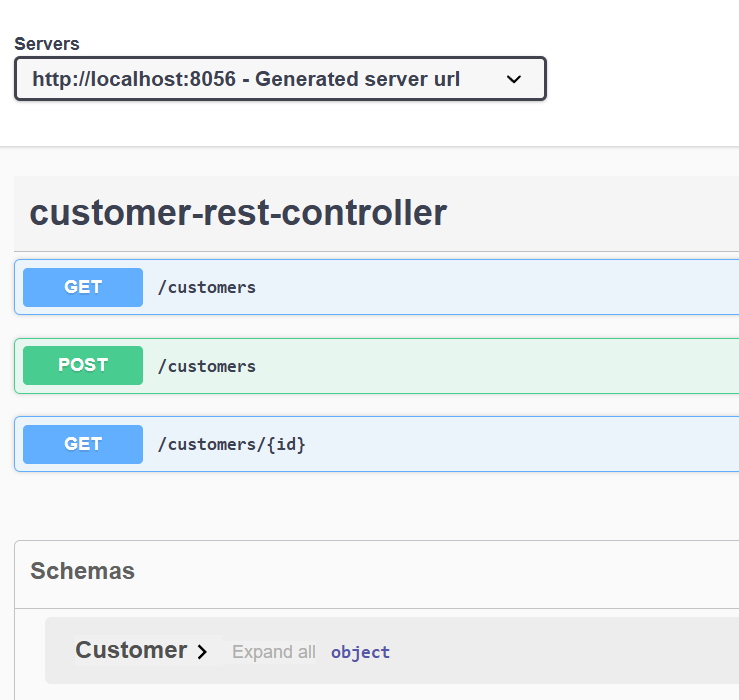 Servers
http://localhost:8056 - Generated server url
customer-rest-controller
GET /customers
POST /customers
GET /customers/{id}
Schemas
Customer Expand all object